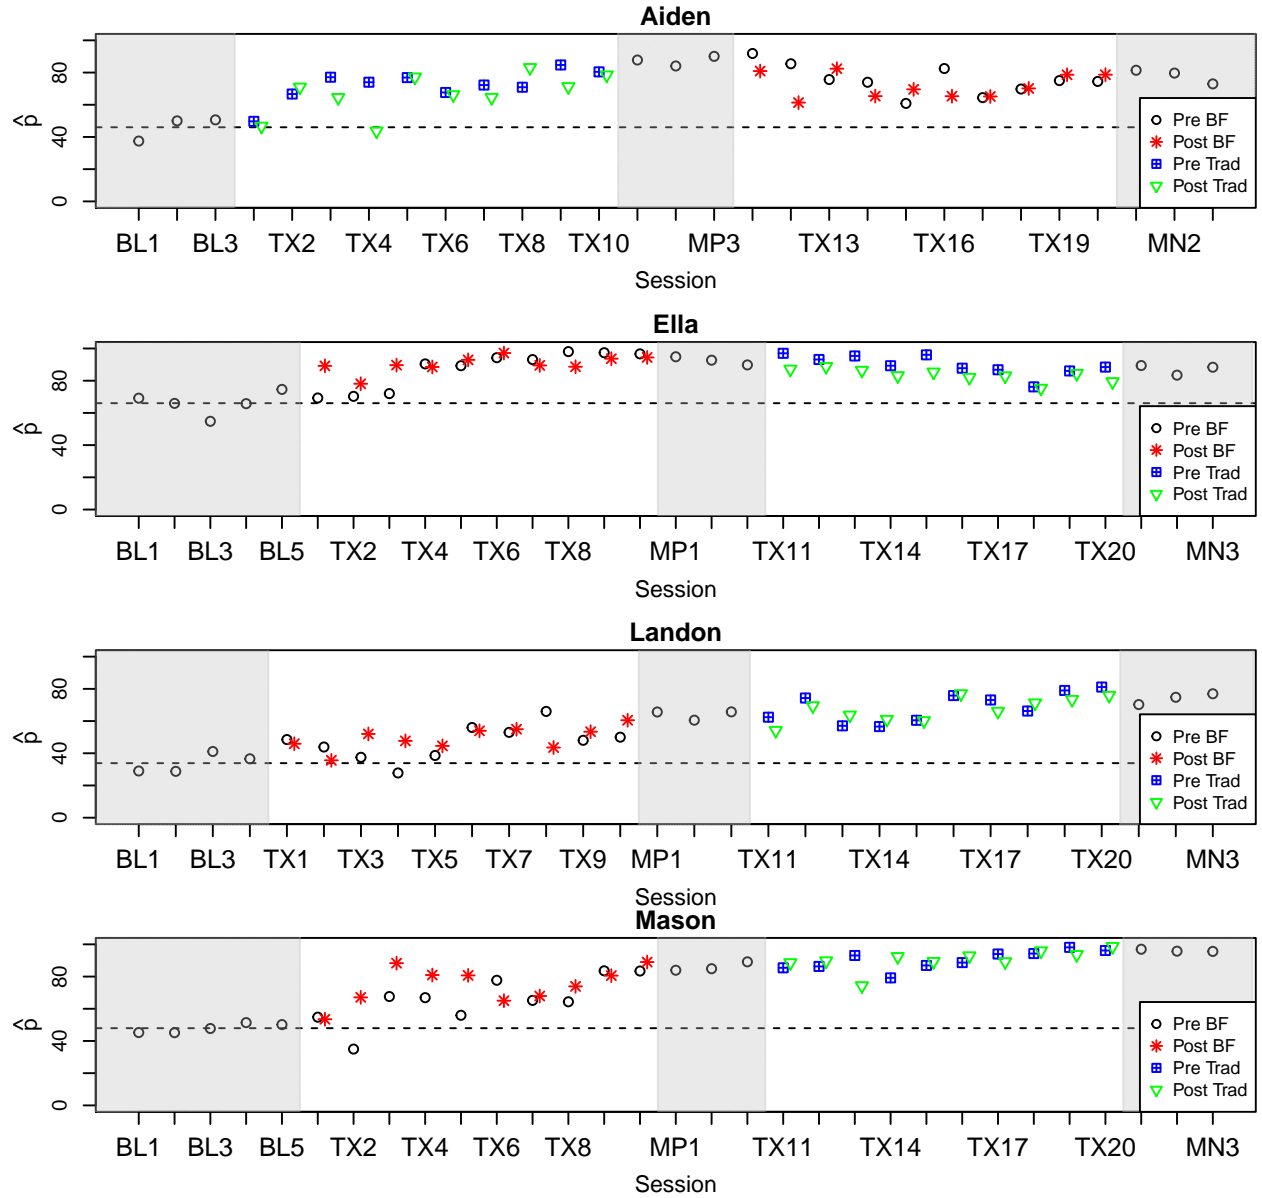 Aiden
p̂
0 40 80
Pre BF
Post BF
Pre Trad
Post Trad
BL1 BL3 TX2 TX4 TX6 TX8 TX10 MP3 TX13 TX16 TX19 MN2
Session
Ella
p̂
0 40 80
Pre BF
Post BF
Pre Trad
Post Trad
BL1 BL3 BL5 TX2 TX4 TX6 TX8 MP1 TX11 TX14 TX17 TX20 MN3
Session
Landon
p̂
0 40 80
Pre BF
Post BF
Pre Trad
Post Trad
BL1 BL3 TX1 TX3 TX5 TX7 TX9 MP1 TX11 TX14 TX17 TX20 MN3
Session
Mason
p̂
0 40 80
Pre BF
Post BF
Pre Trad
Post Trad
BL1 BL3 BL5 TX2 TX4 TX6 TX8 MP1 TX11 TX14 TX17 TX20 MN3
Session